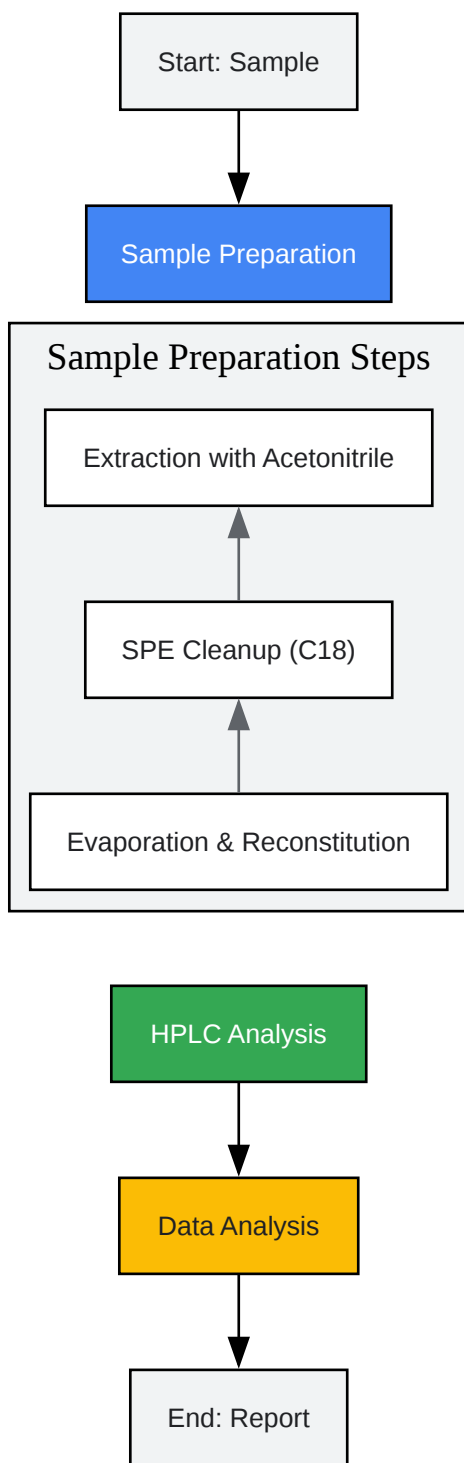 Start: Sample
Sample Preparation
Sample Preparation Steps
Extraction with Acetonitrile
SPE Cleanup (C18)
Evaporation & Reconstitution
HPLC Analysis
Data Analysis
End: Report